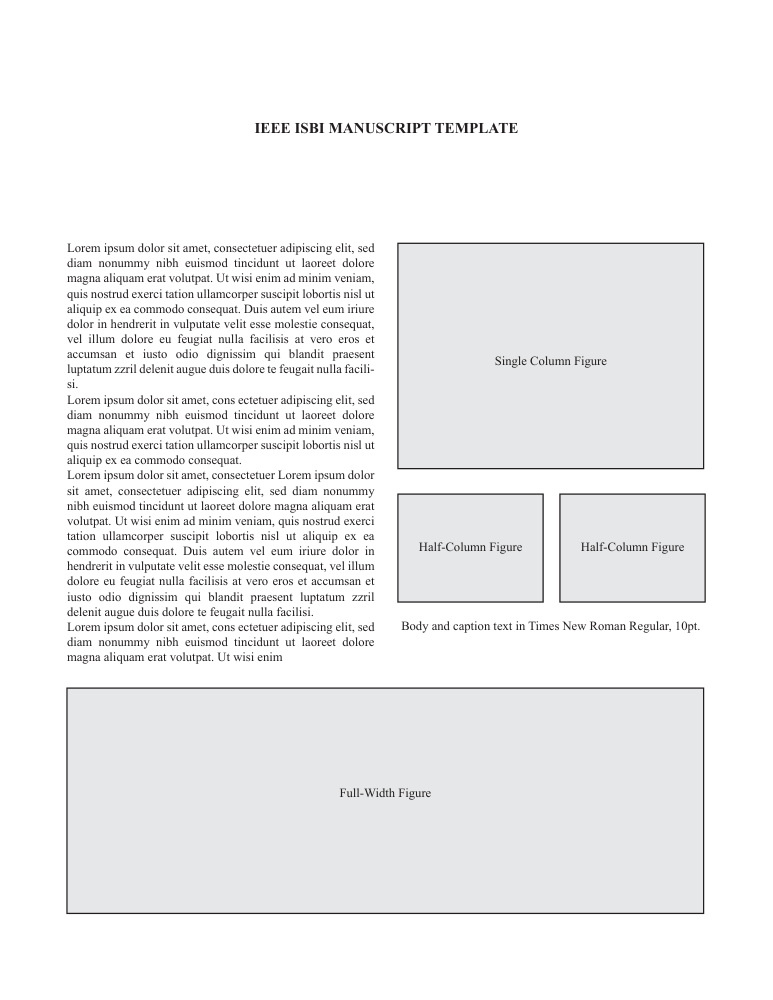 IEEE ISBI MANUSCRIPT TEMPLATE
Lorem ipsum dolor sit amet, consectetuer adipiscing elit, sed
diam nonummy nibh euismod tincidunt ut laoreet dolore
magna aliquam erat volutpat. Ut wisi enim ad minim veniam,
quis nostrud exerci tation ullamcorper suscipit lobortis nisl ut
aliquip ex ea commodo consequat. Duis autem vel eum iriure
dolor in hendrerit in vulputate velit esse molestie consequat,
vel illum dolore eu feugiat nulla facilisis at vero eros et
accumsan et iusto odio dignissim qui blandit praesent
luptatum zzril delenit augue duis dolore te feugait nulla facili-
si.
Lorem ipsum dolor sit amet, cons ectetuer adipiscing elit, sed
diam nonummy nibh euismod tincidunt ut laoreet dolore
magna aliquam erat volutpat. Ut wisi enim ad minim veniam,
quis nostrud exerci tation ullamcorper suscipit lobortis nisl ut
aliquip ex ea commodo consequat.
Lorem ipsum dolor sit amet, consectetuer Lorem ipsum dolor
sit amet, consectetuer adipiscing elit, sed diam nonummy
nibh euismod tincidunt ut laoreet dolore magna aliquam erat
volutpat. Ut wisi enim ad minim veniam, quis nostrud exerci
tation ullamcorper suscipit lobortis nisl ut aliquip ex ea
commodo consequat. Duis autem vel eum iriure dolor in
hendrerit in vulputate velit esse molestie consequat, vel illum
dolore eu feugiat nulla facilisis at vero eros et accumsan et
iusto odio dignissim qui blandit praesent luptatum zzril
delenit augue duis dolore te feugait nulla facilisi.
Lorem ipsum dolor sit amet, cons ectetuer adipiscing elit, sed
diam nonummy nibh euismod tincidunt ut laoreet dolore
magna aliquam erat volutpat. Ut wisi enim
Single Column Figure
Half-Column Figure
Half-Column Figure
Body and caption text in Times New Roman Regular, 10pt.
Full-Width Figure